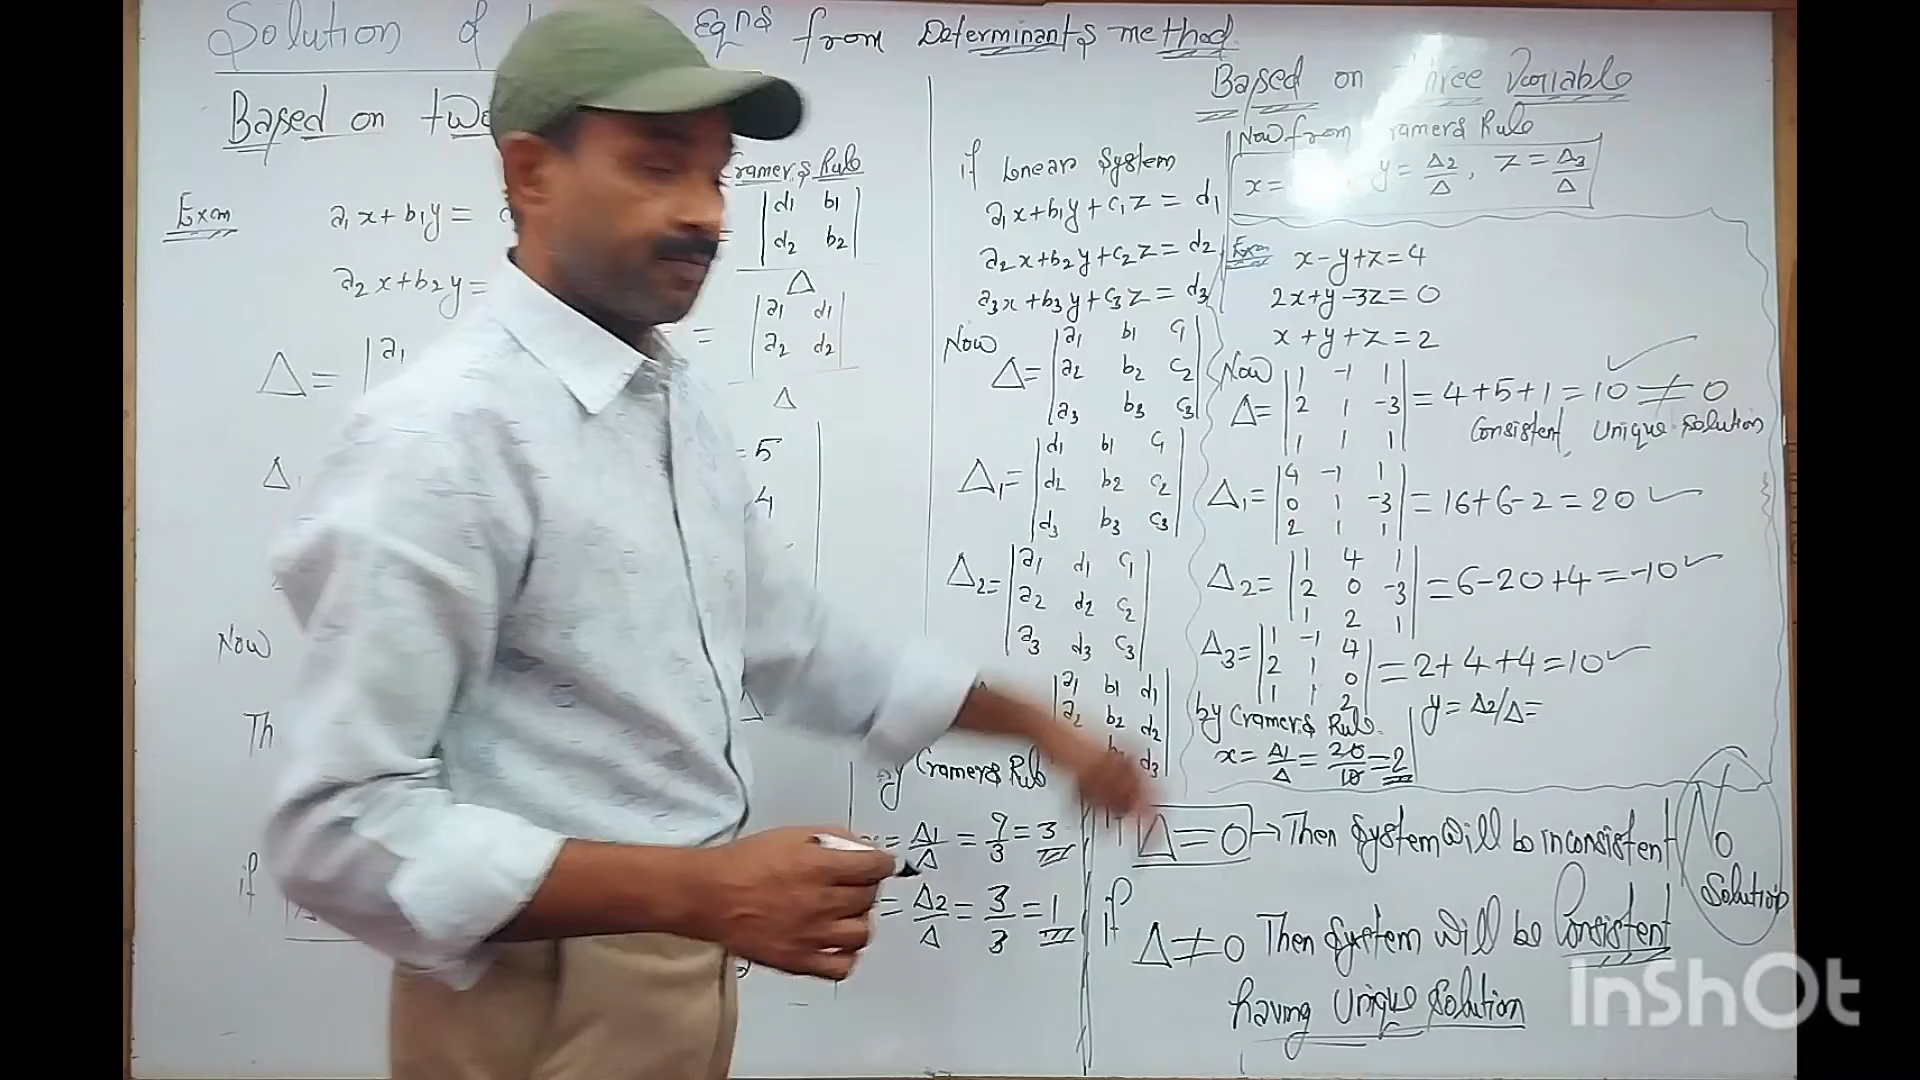 Solution of Eqns from Determinants method
Based on two
Exm
a1x+b1y=
a2x+b2y=
Δ= |a1
Δ1
Now
if
Cramer's Rule
|d1 b1|
|d2 b2|
Δ
= |a1 d1|
|a2 d2|
Δ
=5
4
By Cramer's Rule
= Δ1/Δ = 9/3 = 3
= Δ2/Δ = 3/3 = 1
if Linear System
a1x+b1y+c1z=d1
a2x+b2y+c2z=d2
a3x+b3y+c3z=d3
Now
Δ= |a1 b1 c1|
|a2 b2 c2|
|a3 b3 c3|
Δ1= |d1 b1 c1|
|d2 b2 c2|
|d3 b3 c3|
Δ2= |a1 d1 c1|
|a2 d2 c2|
|a3 d3 c3|
|a1 b1 d1|
|a2 b2 d2|
d3|
Based on Three Variable
Now from Cramer's Rule
x= y=Δ2/Δ, z=Δ3/Δ
Exm x-y+z=4
2x+y-3z=0
x+y+z=2
Now
Δ= |1 -1 1|
|2 1 -3| =4+5+1=10≠0
|1 1 1|
Consistent, Unique Solution
Δ1= |4 -1 1|
|0 1 -3| =16+6-2=20
|2 1 1|
Δ2= |1 4 1|
|2 0 -3| =6-20+4=-10
|1 2 1|
Δ3= |1 -1 4|
|2 1 0| =2+4+4=10
|1 1 2|
by Cramer's Rule y=Δ2/Δ=
x=Δ1/Δ=20/10=2
if Δ=0→Then System will be inconsistent
No
Solution
if Δ≠0 Then System will be Consistent
having unique solution
InShOt